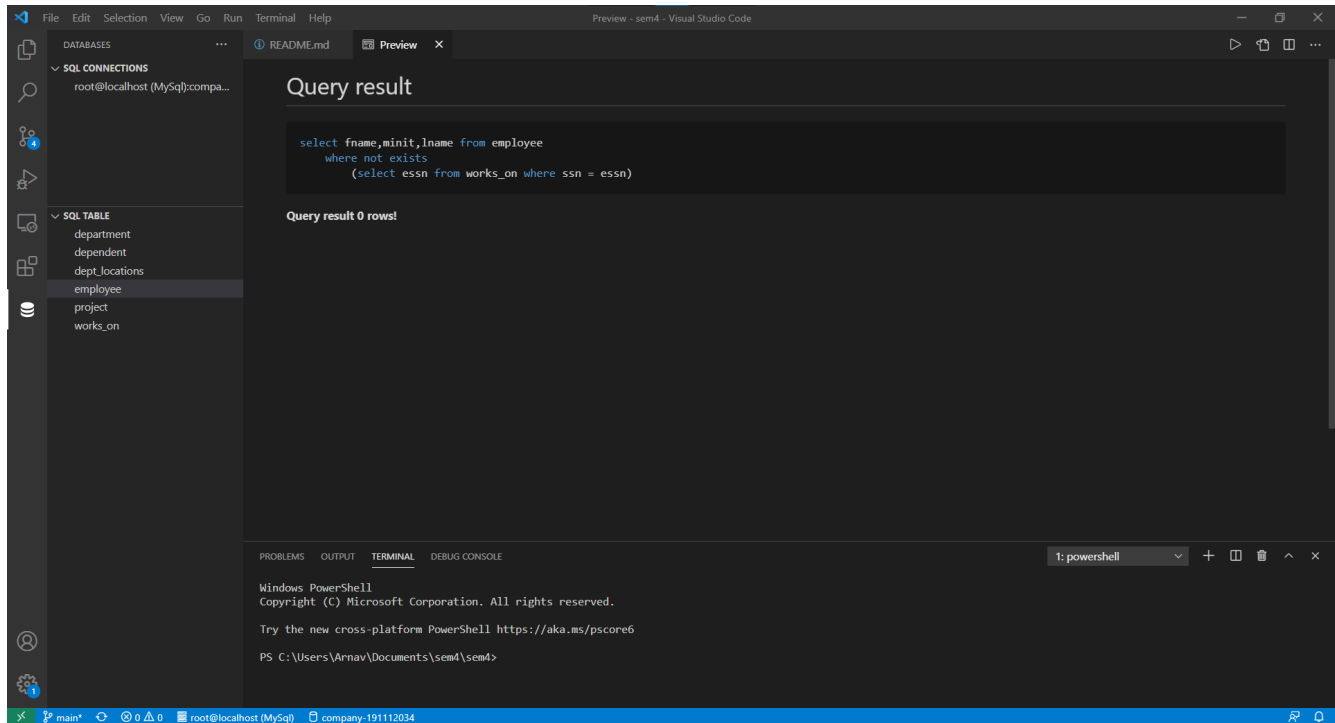 File Edit Selection View Go Run Terminal Help
Preview - sem4 - Visual Studio Code
DATABASES ...
README.md
Preview
SQL CONNECTIONS
root@localhost (MySql):compa...
4
SQL TABLE
department
dependent
dept_locations
employee
project
works_on
Query result
select fname,minit,lname from employee
where not exists
(select essn from works_on where ssn = essn)
Query result 0 rows!
PROBLEMS OUTPUT TERMINAL DEBUG CONSOLE
1: powershell
Windows PowerShell
Copyright (C) Microsoft Corporation. All rights reserved.
Try the new cross-platform PowerShell https://aka.ms/pscore6
PS C:\Users\Arnav\Documents\sem4\sem4>
1
main* 0 0 root@localhost (MySql) company-191112034